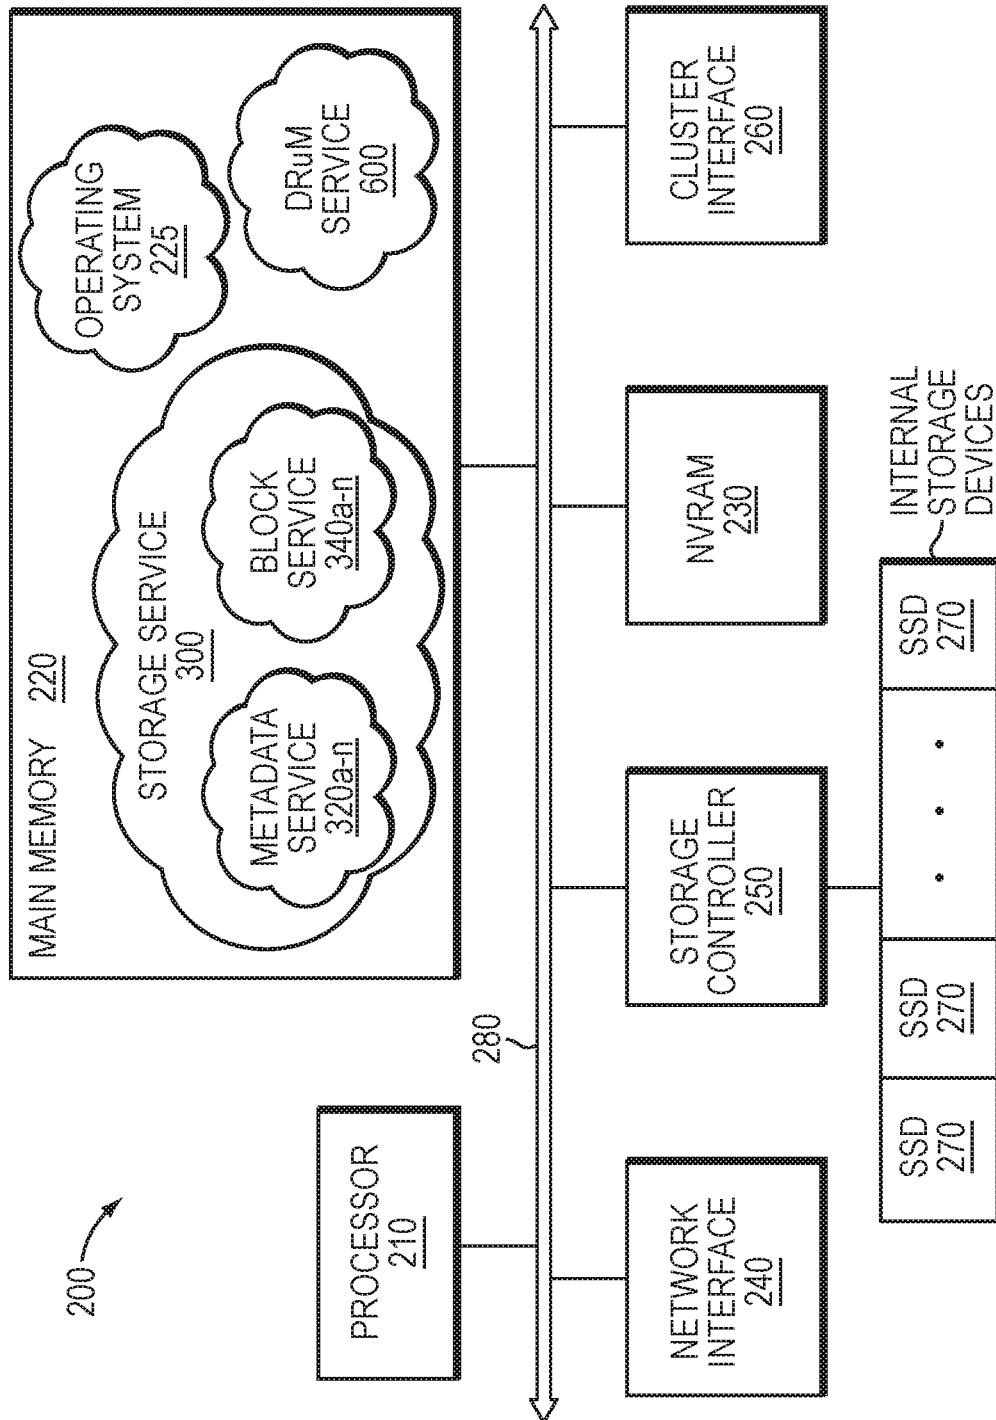 200
PROCESSOR
210
MAIN MEMORY 220
STORAGE SERVICE
300
METADATA
SERVICE
320a-n
BLOCK
SERVICE
340a-n
OPERATING
SYSTEM
225
DRuM
SERVICE
600
280
NETWORK
INTERFACE
240
STORAGE
CONTROLLER
250
NVRAM
230
CLUSTER
INTERFACE
260
SSD
270
SSD
270
SSD
270
INTERNAL
STORAGE
DEVICES